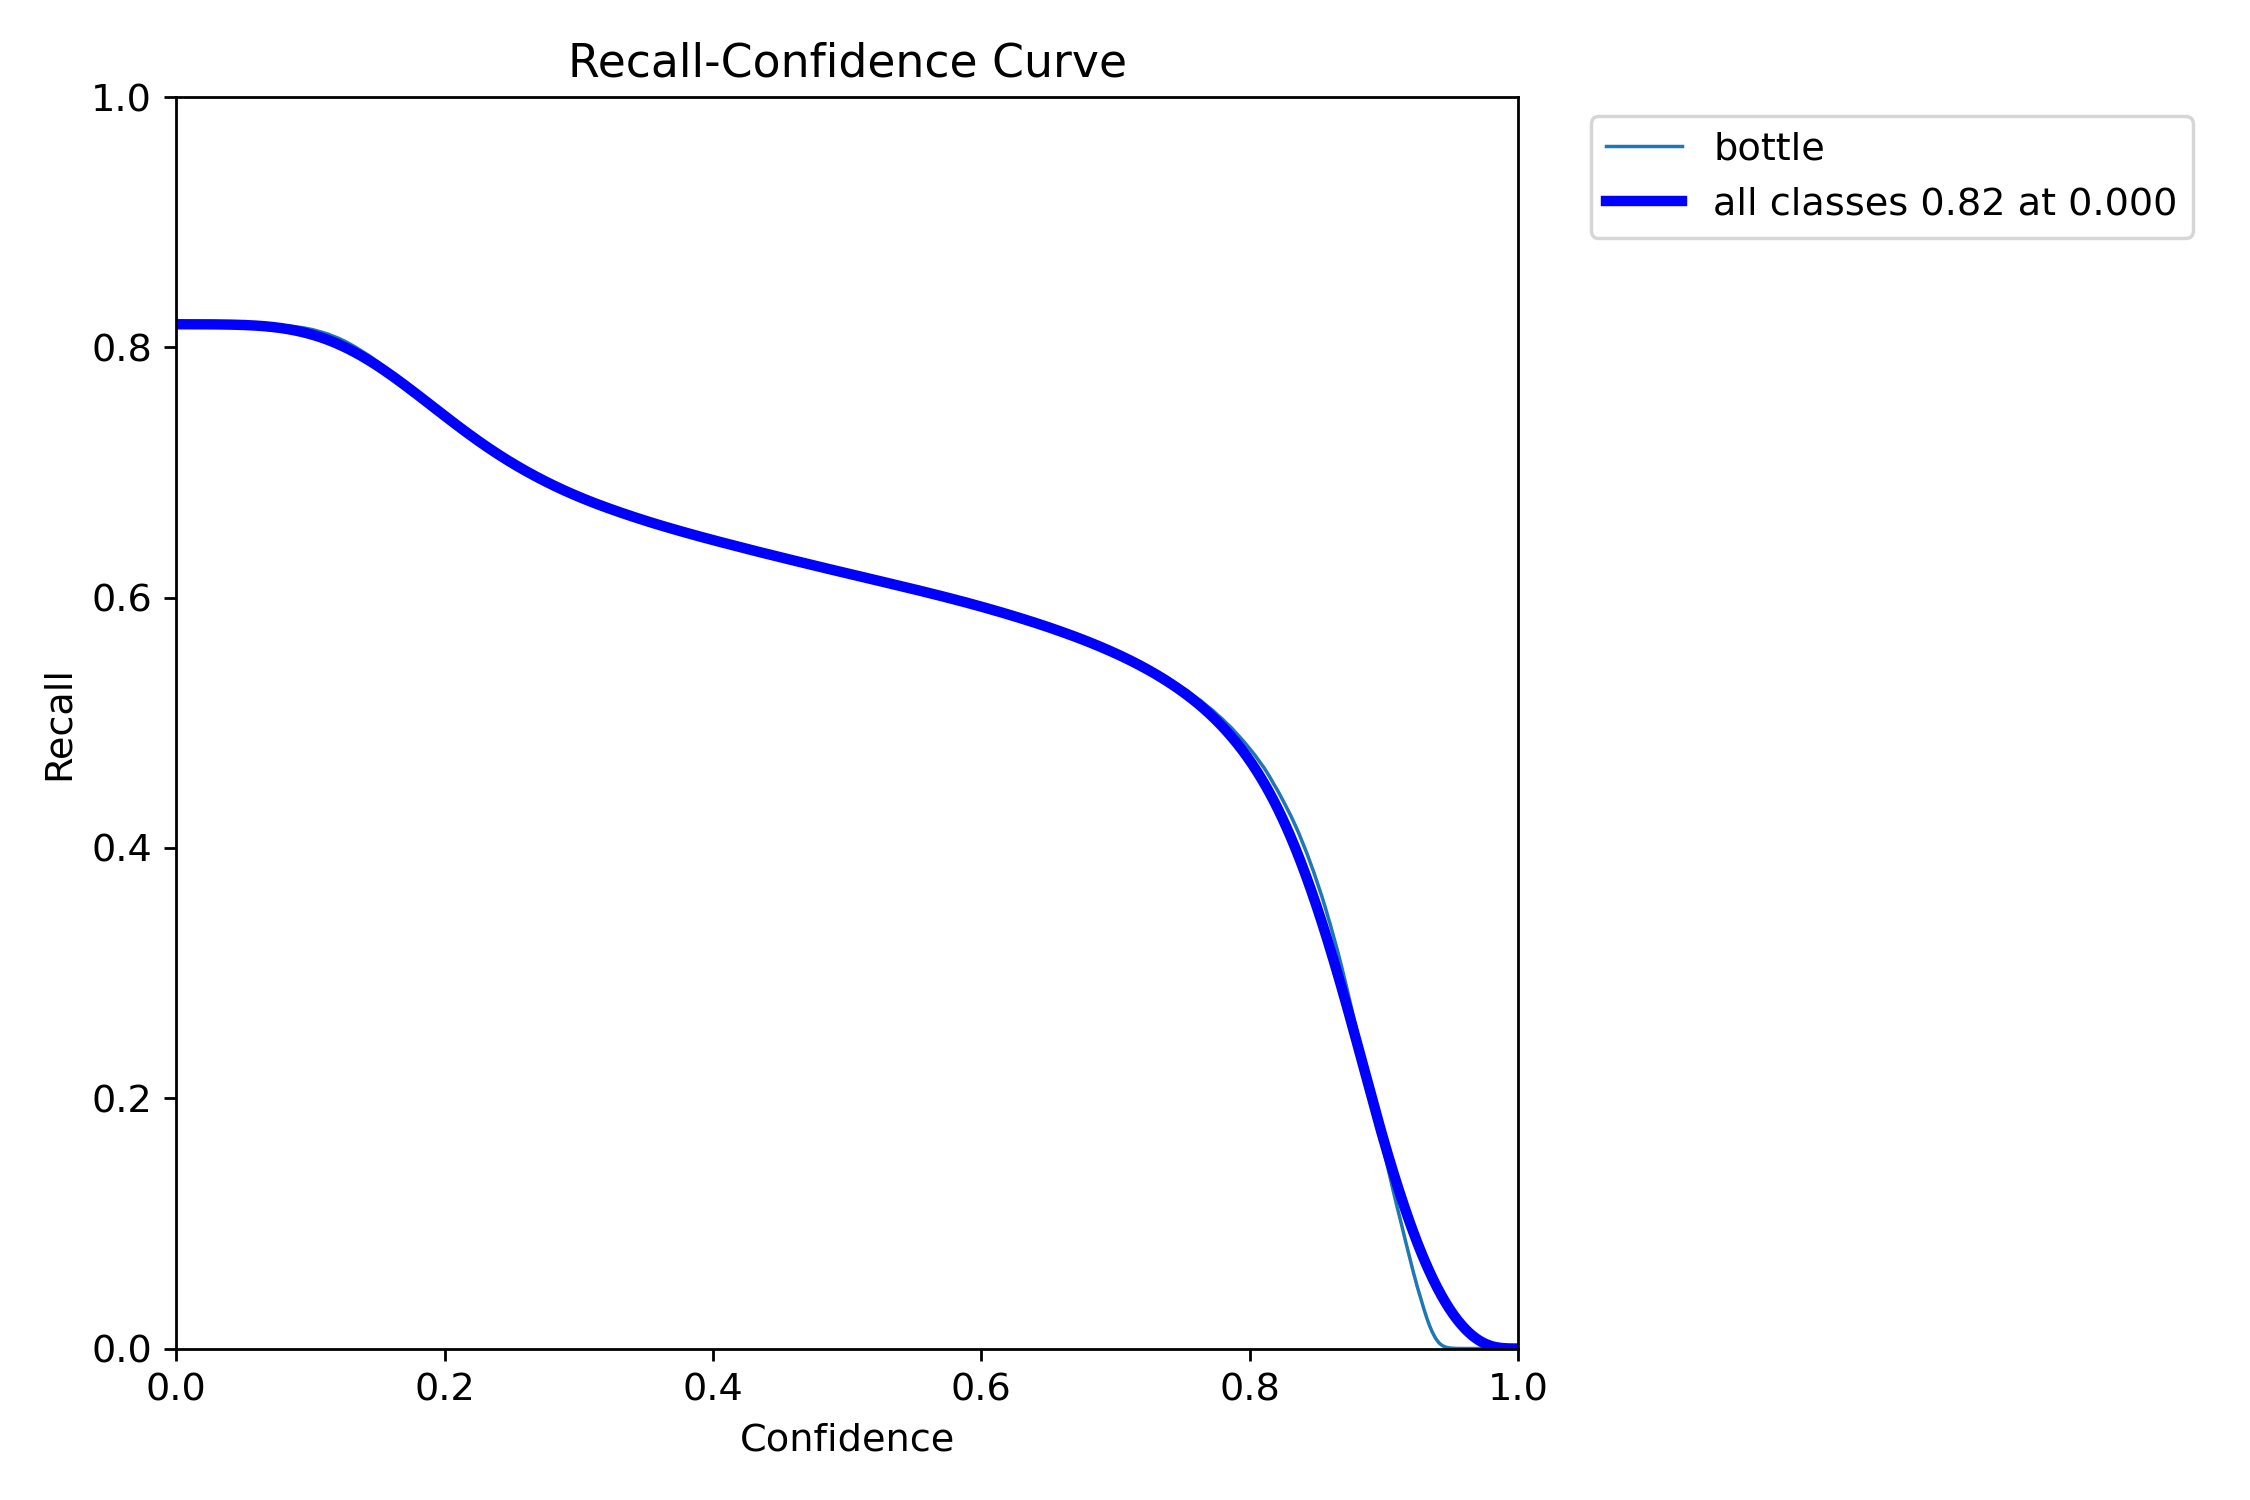 Recall-Confidence Curve
1.0
0.8
0.6
0.4
0.2
0.0
Recall
0.0 0.2 0.4 0.6 0.8 1.0
Confidence
bottle
all classes 0.82 at 0.000